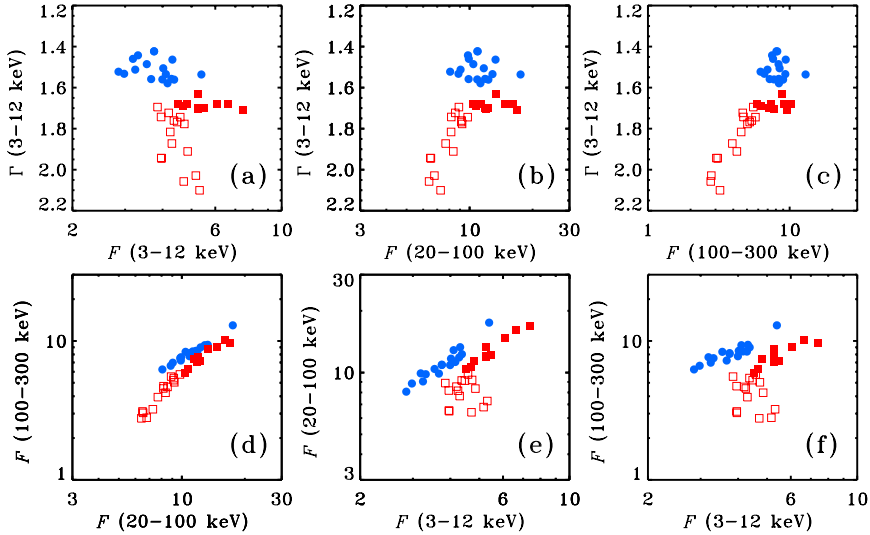 1.2 1.4 1.6 1.8 2.0 2.2
Γ (3−12 keV)
(a)
2 6 10
F (3−12 keV)
1.2 1.4 1.6 1.8 2.0 2.2
Γ (3−12 keV)
(b)
3 10 30
F (20−100 keV)
1.2 1.4 1.6 1.8 2.0 2.2
Γ (3−12 keV)
(c)
1 10
F (100−300 keV)
10 1
F (100−300 keV)
(d)
3 10 30
F (20−100 keV)
30 10 3
F (20−100 keV)
(e)
2 6 10
F (3−12 keV)
10 1
F (100−300 keV)
(f)
2 6 10
F (3−12 keV)